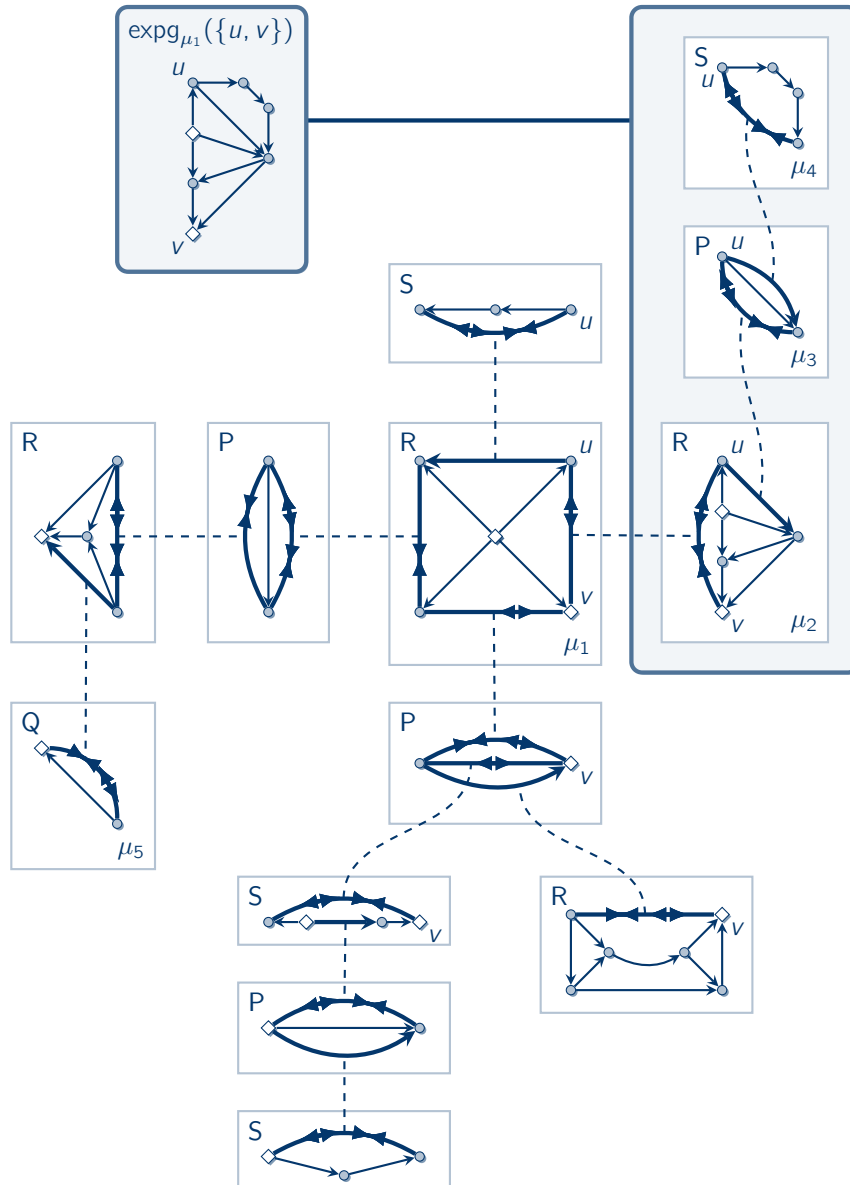 expg_μ₁({u, v})
u
v
S
u
μ₄
P
u
μ₃
S
u
R
P
R
u
v
μ₁
R
u
v
μ₂
Q
μ₅
P
v
S
v
R
v
P
S